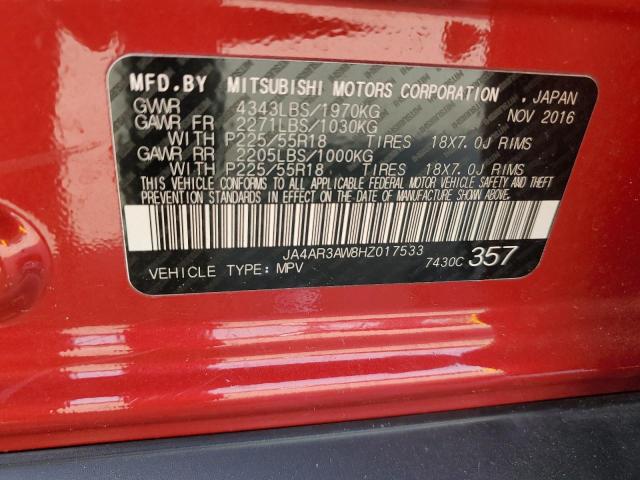 MFD.BY MITSUBISHI MOTORS CORPORATION , JAPAN
GVWR 4343LBS/1970KG NOV 2016
GAWR FR 2271LBS/1030KG
WITH P225/55R18 TIRES 18X7.0J RIMS
GAWR RR 2205LBS/1000KG
WITH P225/55R18 TIRES 18X7.0J RIMS
THIS VEHICLE CONFORMS TO ALL APPLICABLE FEDERAL MOTOR VEHICLE SAFETY AND THEFT
PREVENTION STANDARDS IN EFFECT ON THE DATE OF MANUFACTURE SHOWN ABOVE.
JA4AR3AW8HZ017533
VEHICLE TYPE: MPV 7430C 357